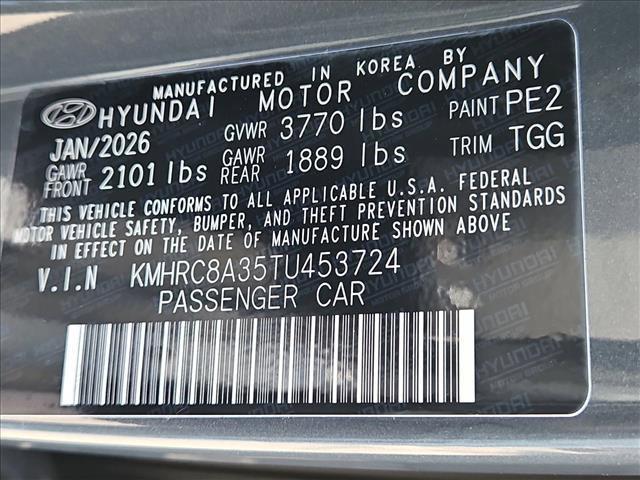 MANUFACTURED IN KOREA BY
HYUNDAI MOTOR COMPANY
JAN/2026 GVWR 3770 lbs PAINT PE2
GAWR FRONT 2101 lbs GAWR REAR 1889 lbs TRIM TGG
THIS VEHICLE CONFORMS TO ALL APPLICABLE U.S.A. FEDERAL
MOTOR VEHICLE SAFETY, BUMPER, AND THEFT PREVENTION STANDARDS
IN EFFECT ON THE DATE OF MANUFACTURE SHOWN ABOVE
V.I.N KMHRC8A35TU453724
PASSENGER CAR